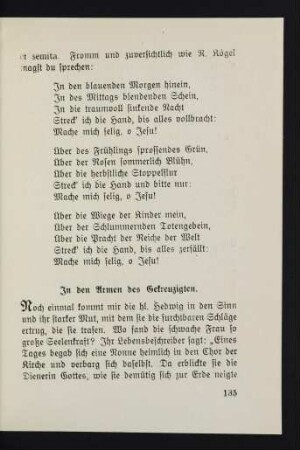 er semita. Fromm und zuversichtlich wie R. Kögel
magst du sprechen:
In den blauenden Morgen hinein,
In des Mittags blendenden Schein,
In die traumvoll sinkende Nacht
Streck' ich die Hand, bis alles vollbracht:
Mache mich selig, o Jesu!
Über des Frühlings sprossendes Grün,
Über der Rosen sommerlich Blühn,
Über die herbstliche Stoppelflur
Streck' ich die Hand und bitte nur:
Mache mich selig, o Jesu!
Über die Wiege der Kinder mein,
Über der Schlummernden Totengebein,
Über die Pracht der Reiche der Welt
Streck' ich die Hand, bis alles zerfällt:
Mache mich selig, o Jesu!
In den Armen des Gekreuzigten.
Noch einmal kommt mir die hl. Hedwig in den Sinn
und ihr starker Mut, mit dem sie die furchtbaren Schläge
ertrug, die sie trafen. Wo fand die schwache Frau so
große Seelenkraft? Ihr Lebensbeschreiber sagt: „Eines
Tages begab sich eine Nonne heimlich in den Chor der
Kirche und verbarg sich daselbst. Da erblickte sie die
Dienerin Gottes, wie sie demütig sich zur Erde neigte
135